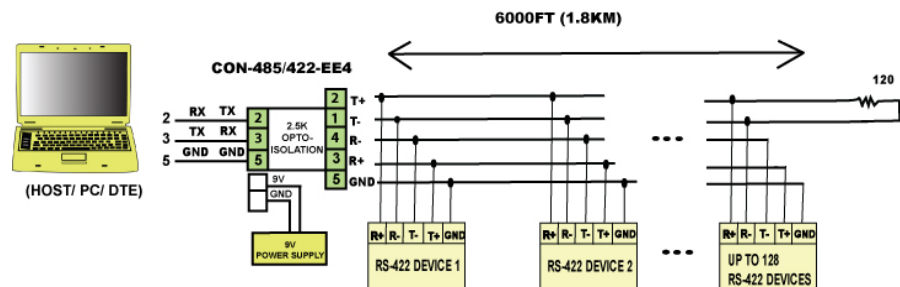 6000FT (1.8KM)
CON-485/422-EE4
120
2 RX TX 2
3 TX RX 3
5 GND GND 5
2.5K
OPTO-
ISOLATION
2 T+
1 T-
4 R-
3 R+
5 GND
(HOST/ PC/ DTE)
9V
GND
9V
POWER SUPPLY
R+ R- T- T+ GND
RS-422 DEVICE 1
R+ R- T- T+ GND
RS-422 DEVICE 2
R+ R- T- T+ GND
UP TO 128
RS-422 DEVICES